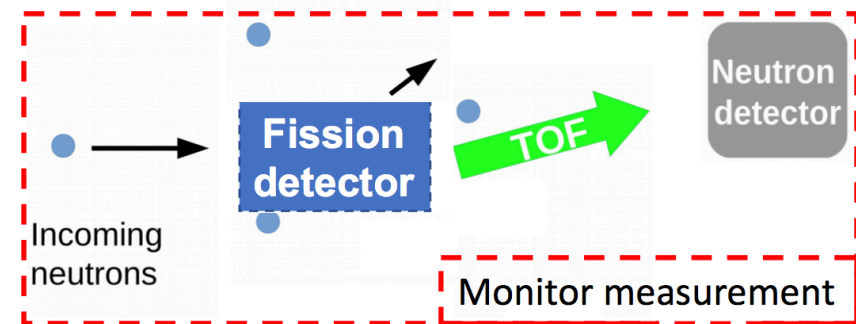 Neutron
detector
Fission
detector
TOF
Incoming
neutrons
Monitor measurement